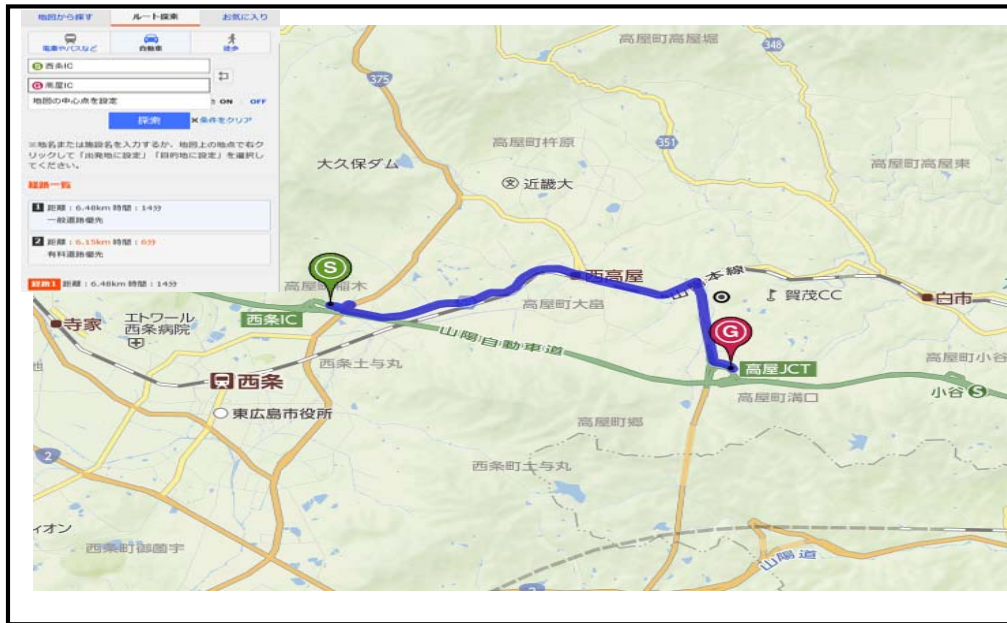 地図から探す
ルート探索
お気に入り
電車やバスなど
自動車
徒歩
S 西条IC
G 高屋IC
地図の中心点を設定
: ON
OFF
探索
×条件をクリア
※地名または施設名を入力するか、地図上の地点で右ク
リックして「出発地に設定」「目的地に設定」を選択し
てください。
経路一覧
1 距離：6.48km 時間：14分
一般道路優先
2 距離：6.15km 時間：6分
有料道路優先
経路1 距離：6.48km 時間：14分
高屋町高屋堀
348
375
351
高屋町杵原
大久保ダム
文 近畿大
高屋町高屋東
S
西高屋
高屋町大畠
賀茂CC
白市
G
西条IC
寺家
エトワール
西条病院
山陽自動車道
高屋JCT
高屋町小谷
西条土与丸
西条
小谷 S
高屋町溝口
東広島市役所
高屋町郷
2
西条町土与丸
ィオン
西条町御薗宇
山陽道
2